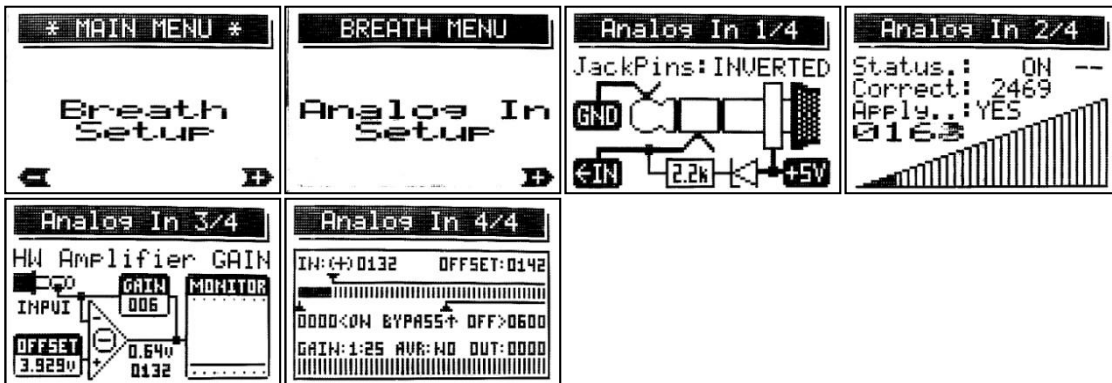 * MAIN MENU *
Breath
Setup
BREATH MENU
Analog In
Setup
Analog In 1/4
JackPins:INVERTED
GND
←IN
2.2k
+5V
Analog In 2/4
Status.: ON --
Correct: 2469
Apply..:YES
0163
Analog In 3/4
HW Amplifier GAIN
INPUT
GAIN
006
MONITOR
OFFSET
3.929v
0.64v
0132
Analog In 4/4
IN:(+)0132 OFFSET:0142
0000<ON BYPASS↑ OFF>0600
GAIN:1:25 AVR:NO OUT:0000